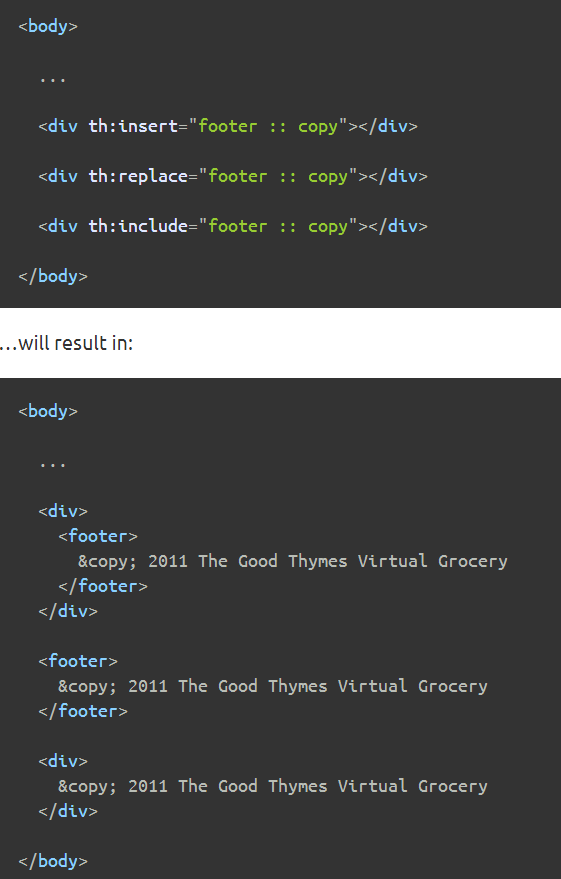 <body>
...
<div th:insert="footer :: copy"></div>
<div th:replace="footer :: copy"></div>
<div th:include="footer :: copy"></div>
</body>
…will result in:
<body>
...
<div>
<footer>
&copy; 2011 The Good Thymes Virtual Grocery
</footer>
</div>
<footer>
&copy; 2011 The Good Thymes Virtual Grocery
</footer>
<div>
&copy; 2011 The Good Thymes Virtual Grocery
</div>
</body>